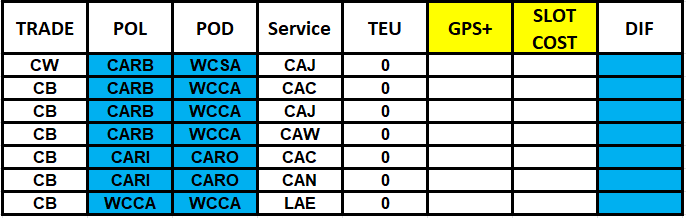 TRADE POL POD Service TEU GPS+ SLOT COST DIF
CW CARB WCSA CAJ 0
CB CARB WCCA CAC 0
CB CARB WCCA CAJ 0
CB CARB WCCA CAW 0
CB CARI CARO CAC 0
CB CARI CARO CAN 0
CB WCCA WCCA LAE 0